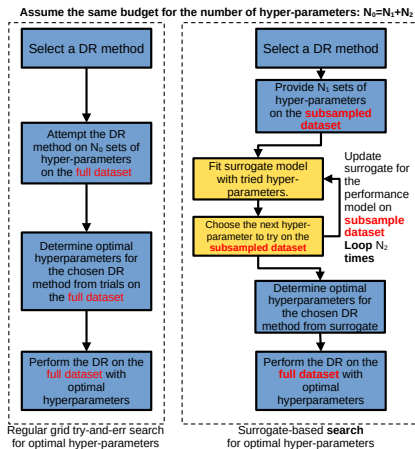 Assume the same budget for the number of hyper-parameters: N₀=N₁+N₂
Select a DR method
Attempt the DR
method on N₀ sets of
hyper-parameters
on the full dataset
Determine optimal
hyperparameters for
the chosen DR
method from trials on
the full dataset
Perform the DR on the
full dataset with
optimal
hyperparameters
Regular grid try-and-err search
for optimal hyper-parameters
Select a DR method
Provide N₁ sets of
hyper-parameters
on the subsampled
dataset
Fit surrogate model
with tried hyper-
parameters.
Choose the next hyper-
parameter to try on the
subsampled dataset
Update
surrogate for
the
performance
model on
subsample
dataset
Loop N₂
times
Determine optimal
hyperparameters for
the chosen DR
method from surrogate
Perform the DR on the
full dataset with
optimal
hyperparameters
Surrogate-based search
for optimal hyper-parameters